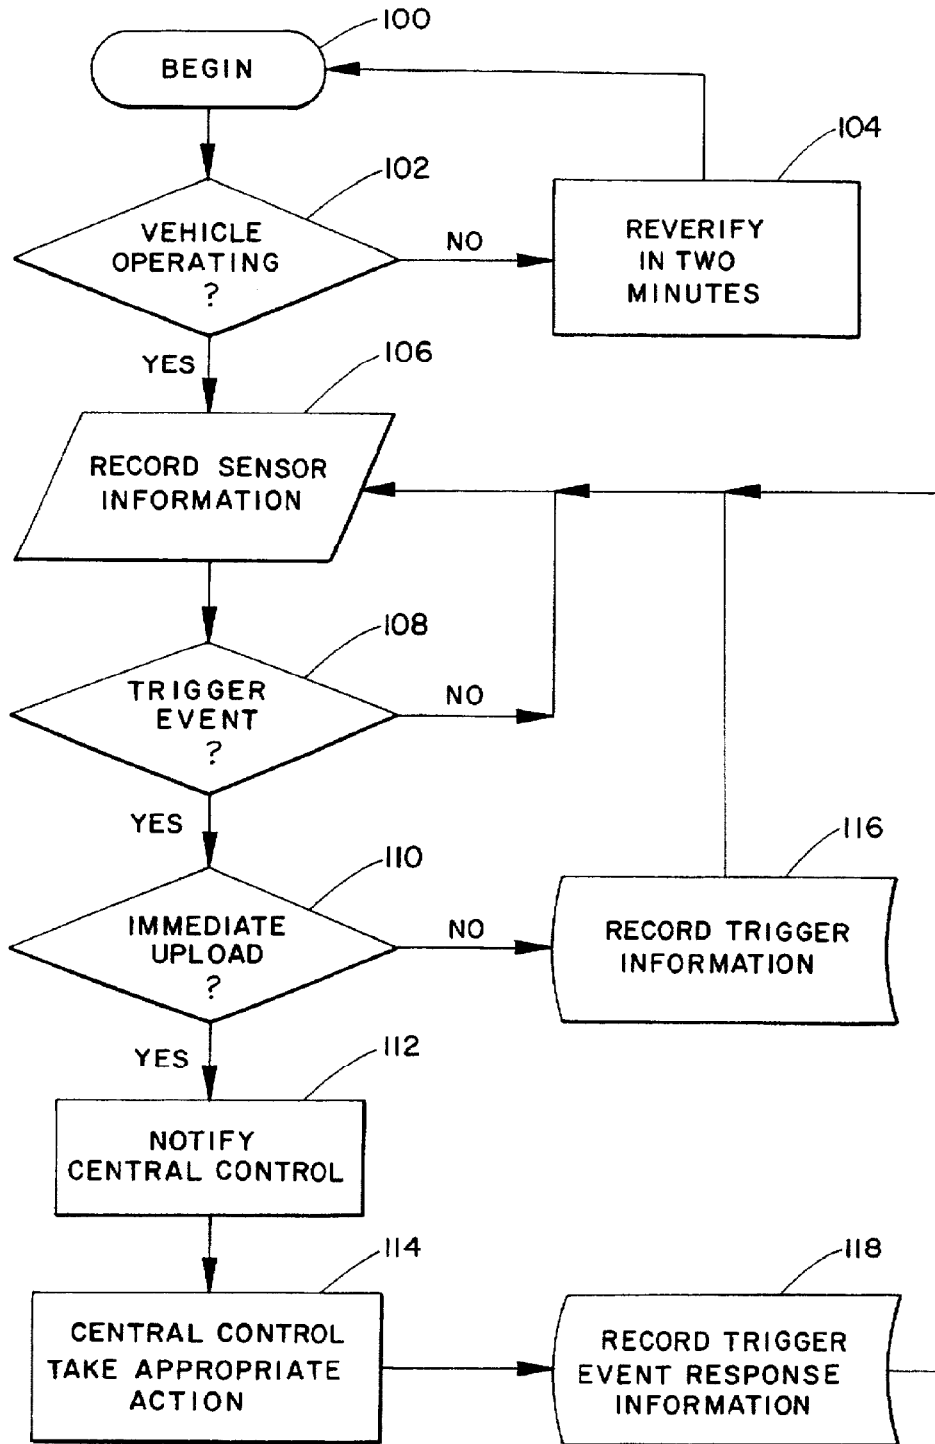 100
BEGIN
104
102
VEHICLE
OPERATING
?
NO
REVERIFY
IN TWO
MINUTES
YES
106
RECORD SENSOR
INFORMATION
108
TRIGGER
EVENT
?
NO
YES
110
116
IMMEDIATE
UPLOAD
?
NO
RECORD TRIGGER
INFORMATION
YES
112
NOTIFY
CENTRAL CONTROL
114
118
CENTRAL CONTROL
TAKE APPROPRIATE
ACTION
RECORD TRIGGER
EVENT RESPONSE
INFORMATION